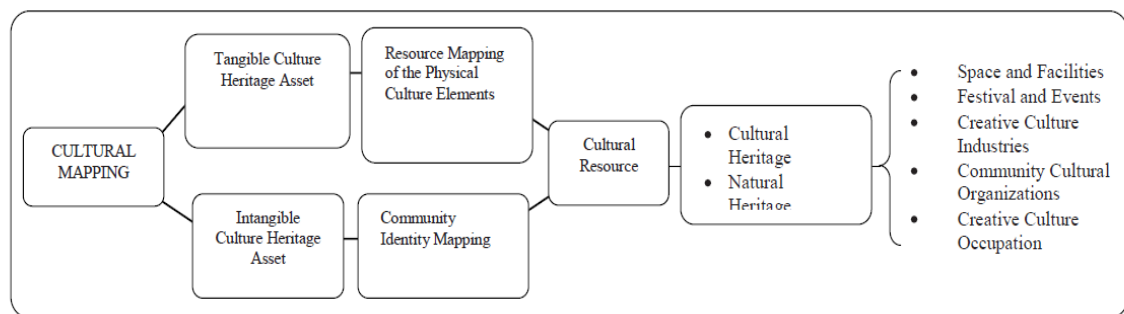 CULTURAL
MAPPING
Tangible Culture
Heritage Asset
Resource Mapping
of the Physical
Culture Elements
Intangible
Culture Heritage
Asset
Community
Identity Mapping
Cultural
Resource
• Cultural
Heritage
• Natural
Heritage
• Space and Facilities
• Festival and Events
• Creative Culture
Industries
• Community Cultural
Organizations
• Creative Culture
Occupation